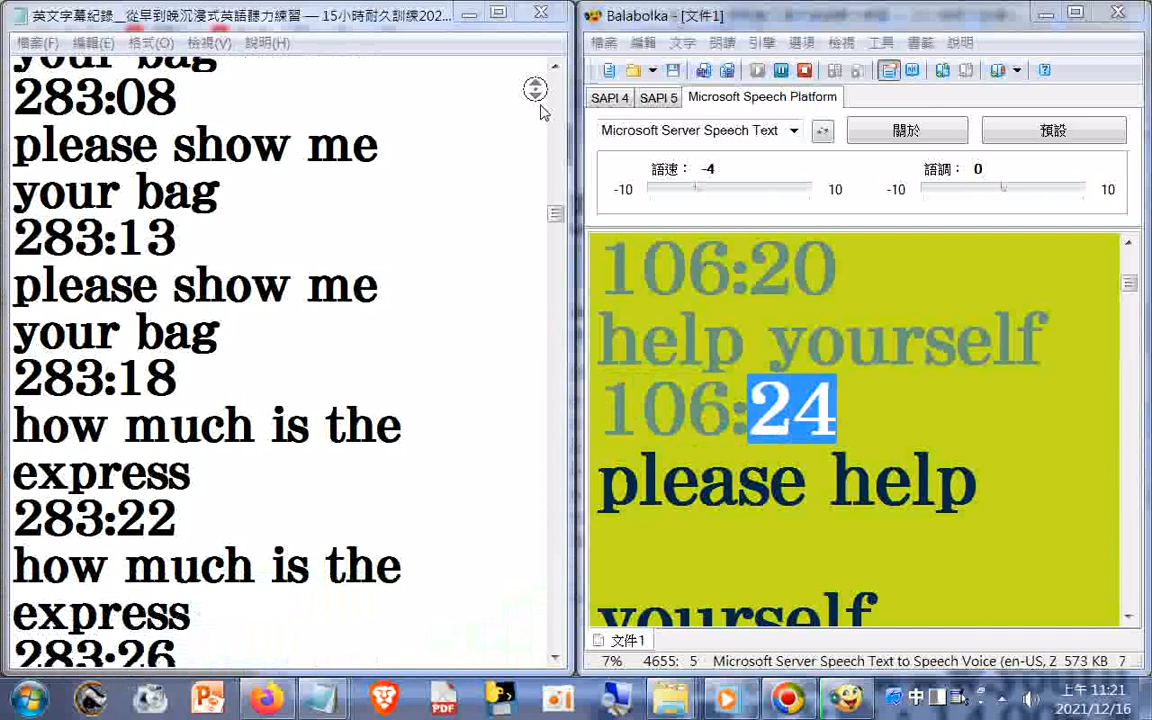 英文字幕紀錄__從早到晚沉浸式英語聽力練習 — 15小時耐久訓練202...
檔案(F) 編輯(E) 格式(O) 檢視(V) 說明(H)
your bag
283:08
please show me
your bag
283:13
please show me
your bag
283:18
how much is the
express
283:22
how much is the
express
283:26
Balabolka - [文件1]
檔案 編輯 文字 朗讀 引擎 選項 檢視 工具 書籤 說明
SAPI 4 SAPI 5 Microsoft Speech Platform
Microsoft Server Speech Text 關於 預設
語速： -4 語調： 0
-10 10 -10 10
106:20
help yourself
106:24
please help
yourself
文件1
7% 4655: 5 Microsoft Server Speech Text to Speech Voice (en-US, Z 573 KB 7
中 上午 11:21
2021/12/16